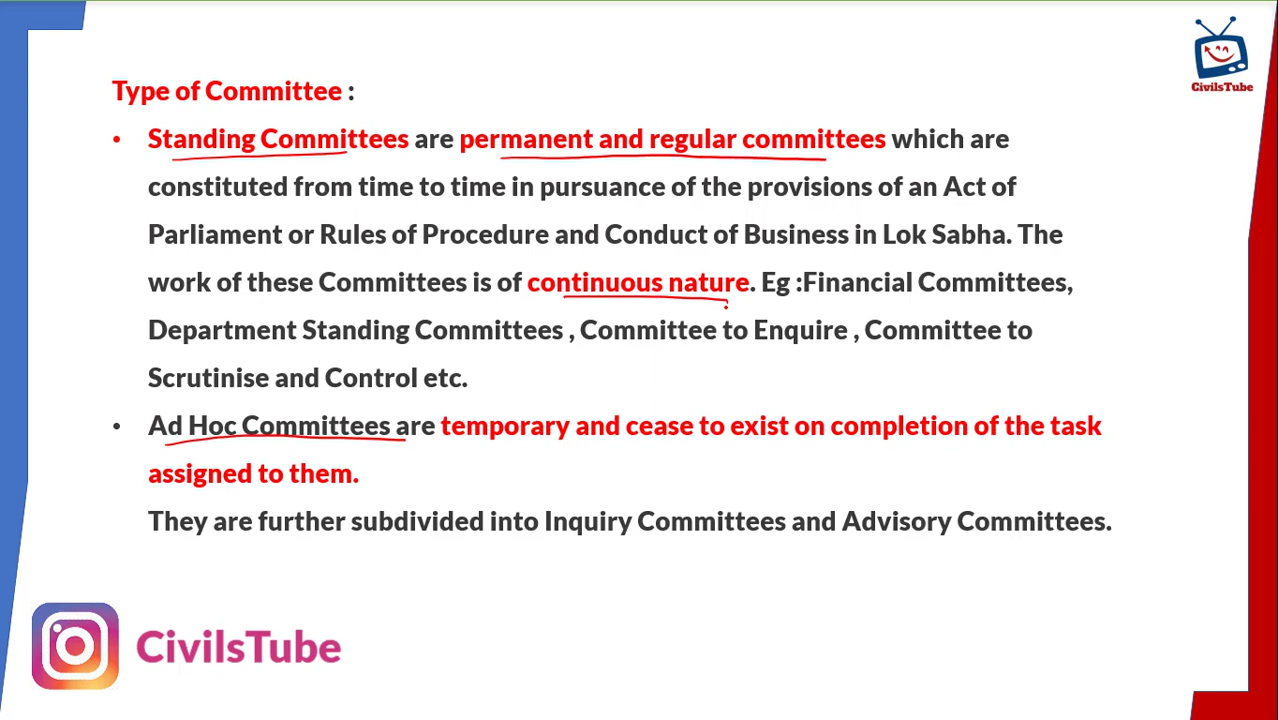 CivilsTube
Type of Committee :
• Standing Committees are permanent and regular committees which are
constituted from time to time in pursuance of the provisions of an Act of
Parliament or Rules of Procedure and Conduct of Business in Lok Sabha. The
work of these Committees is of continuous nature. Eg :Financial Committees,
Department Standing Committees , Committee to Enquire , Committee to
Scrutinise and Control etc.
• Ad Hoc Committees are temporary and cease to exist on completion of the task
assigned to them.
They are further subdivided into Inquiry Committees and Advisory Committees.
CivilsTube